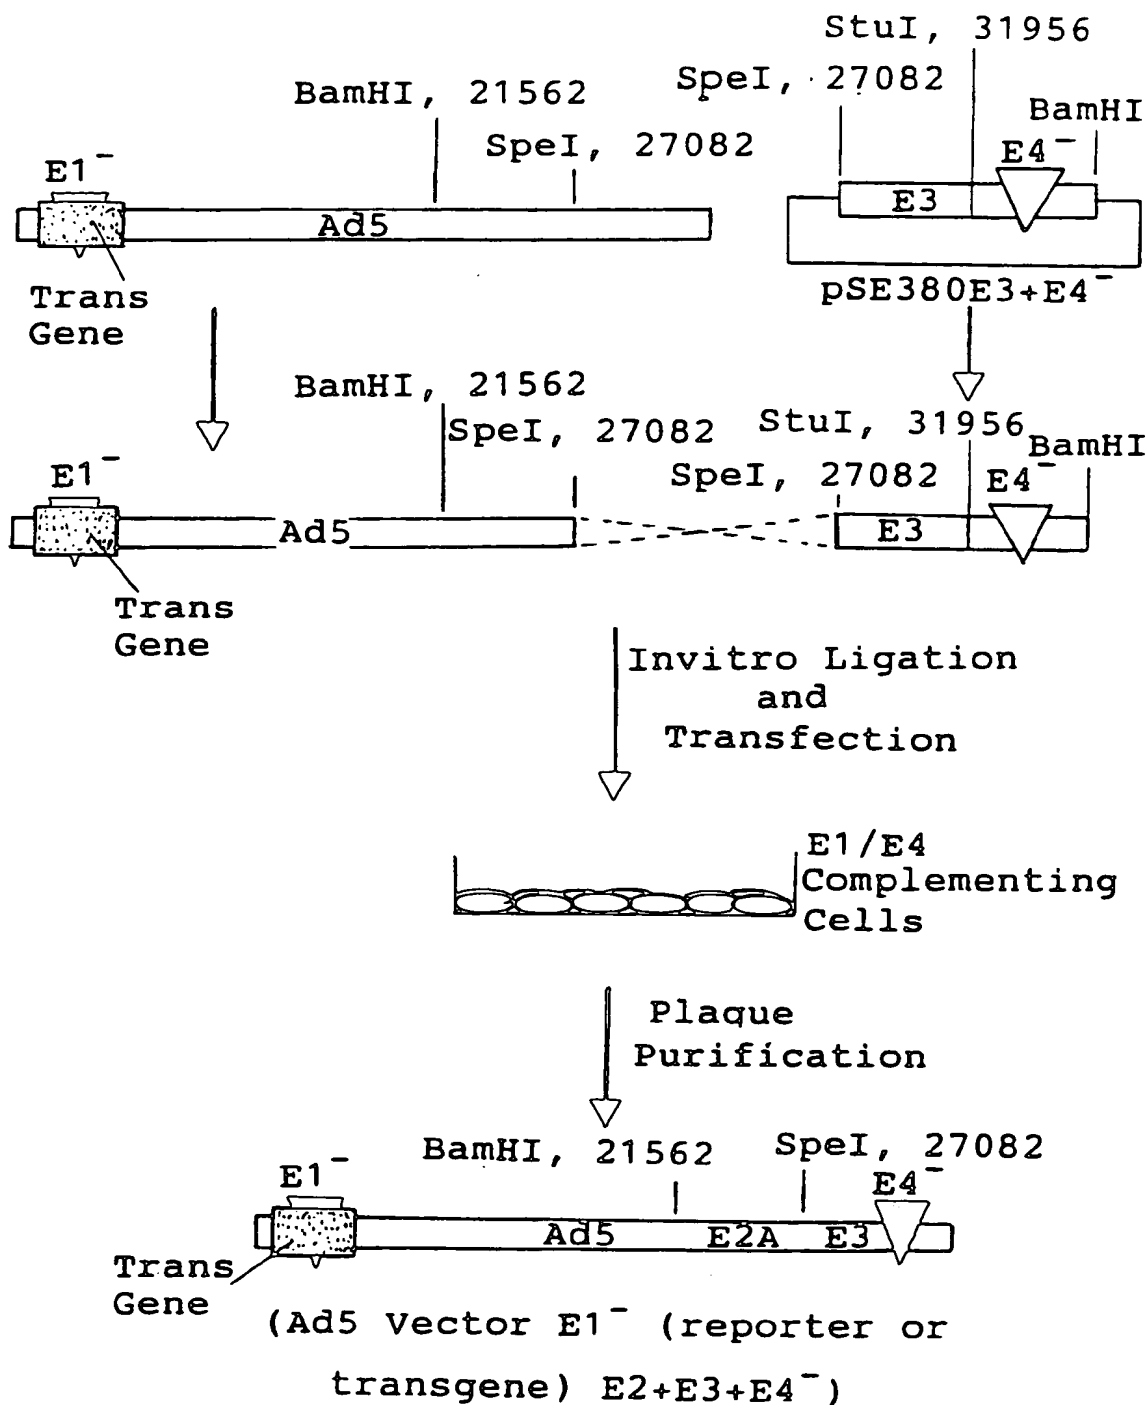 StuI, 31956
SpeI, 27082
BamHI, 21562
BamHI
SpeI, 27082
E1⁻
E4⁻
E3
Ad5
Trans
Gene
pSE380E3+E4⁻
BamHI, 21562
SpeI, 27082
StuI, 31956
BamHI
SpeI, 27082
E1⁻
E4⁻
Ad5
E3
Trans
Gene
Invitro Ligation
and
Transfection
E1/E4
Complementing
Cells
Plaque
Purification
BamHI, 21562
SpeI, 27082
E1⁻
E4⁻
Ad5
E2A
E3
Trans
Gene
(Ad5 Vector E1⁻ (reporter or
transgene) E2+E3+E4⁻)